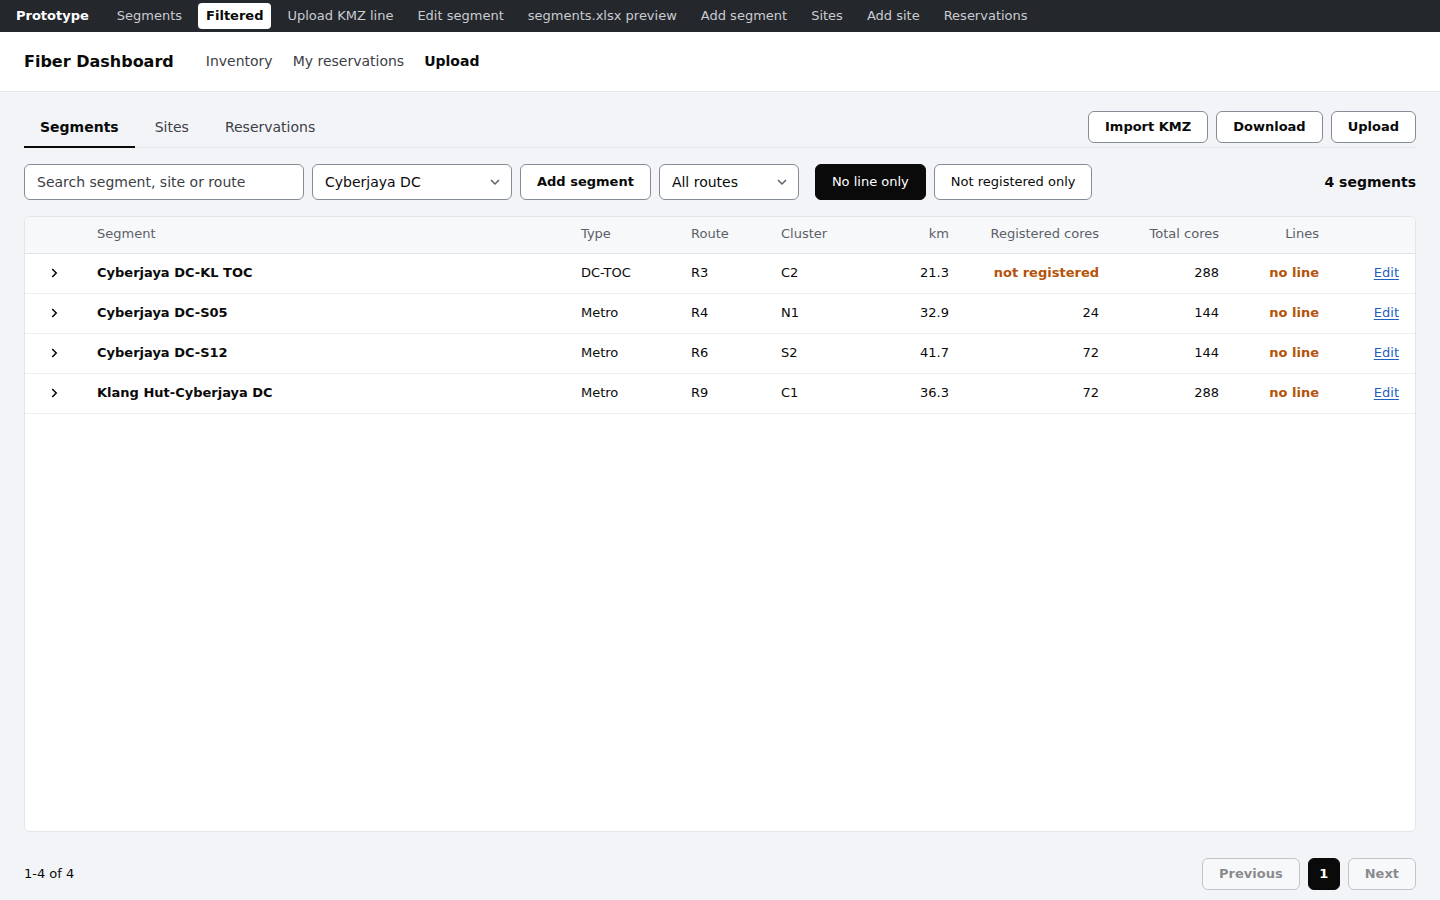 Prototype Segments Filtered Upload KMZ line Edit segment segments.xlsx preview Add segment Sites Add site Reservations
Fiber Dashboard Inventory My reservations Upload
Segments Sites Reservations Import KMZ Download Upload
Search segment, site or route Cyberjaya DC Add segment All routes No line only Not registered only 4 segments
Segment Type Route Cluster km Registered cores Total cores Lines
Cyberjaya DC-KL TOC DC-TOC R3 C2 21.3 not registered 288 no line Edit
Cyberjaya DC-S05 Metro R4 N1 32.9 24 144 no line Edit
Cyberjaya DC-S12 Metro R6 S2 41.7 72 144 no line Edit
Klang Hut-Cyberjaya DC Metro R9 C1 36.3 72 288 no line Edit
1-4 of 4 Previous 1 Next